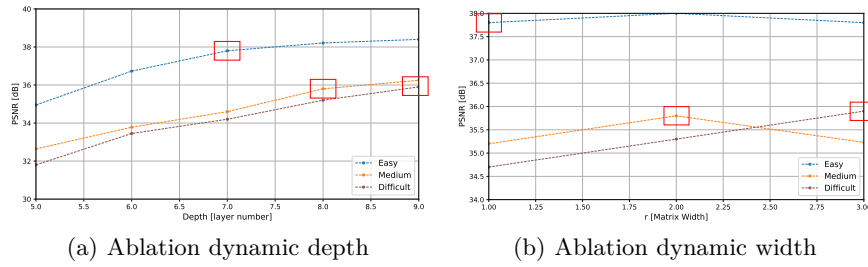 40
38
36
34
32
30
PSNR [dB]
5.0 5.5 6.0 6.5 7.0 7.5 8.0 8.5 9.0
Depth [layer number]
Easy
Medium
Difficult
(a) Ablation dynamic depth
38.0
37.5
37.0
36.5
36.0
35.5
35.0
34.5
34.0
PSNR [dB]
1.00 1.25 1.50 1.75 2.00 2.25 2.50 2.75 3.00
r [Matrix Width]
Easy
Medium
Difficult
(b) Ablation dynamic width